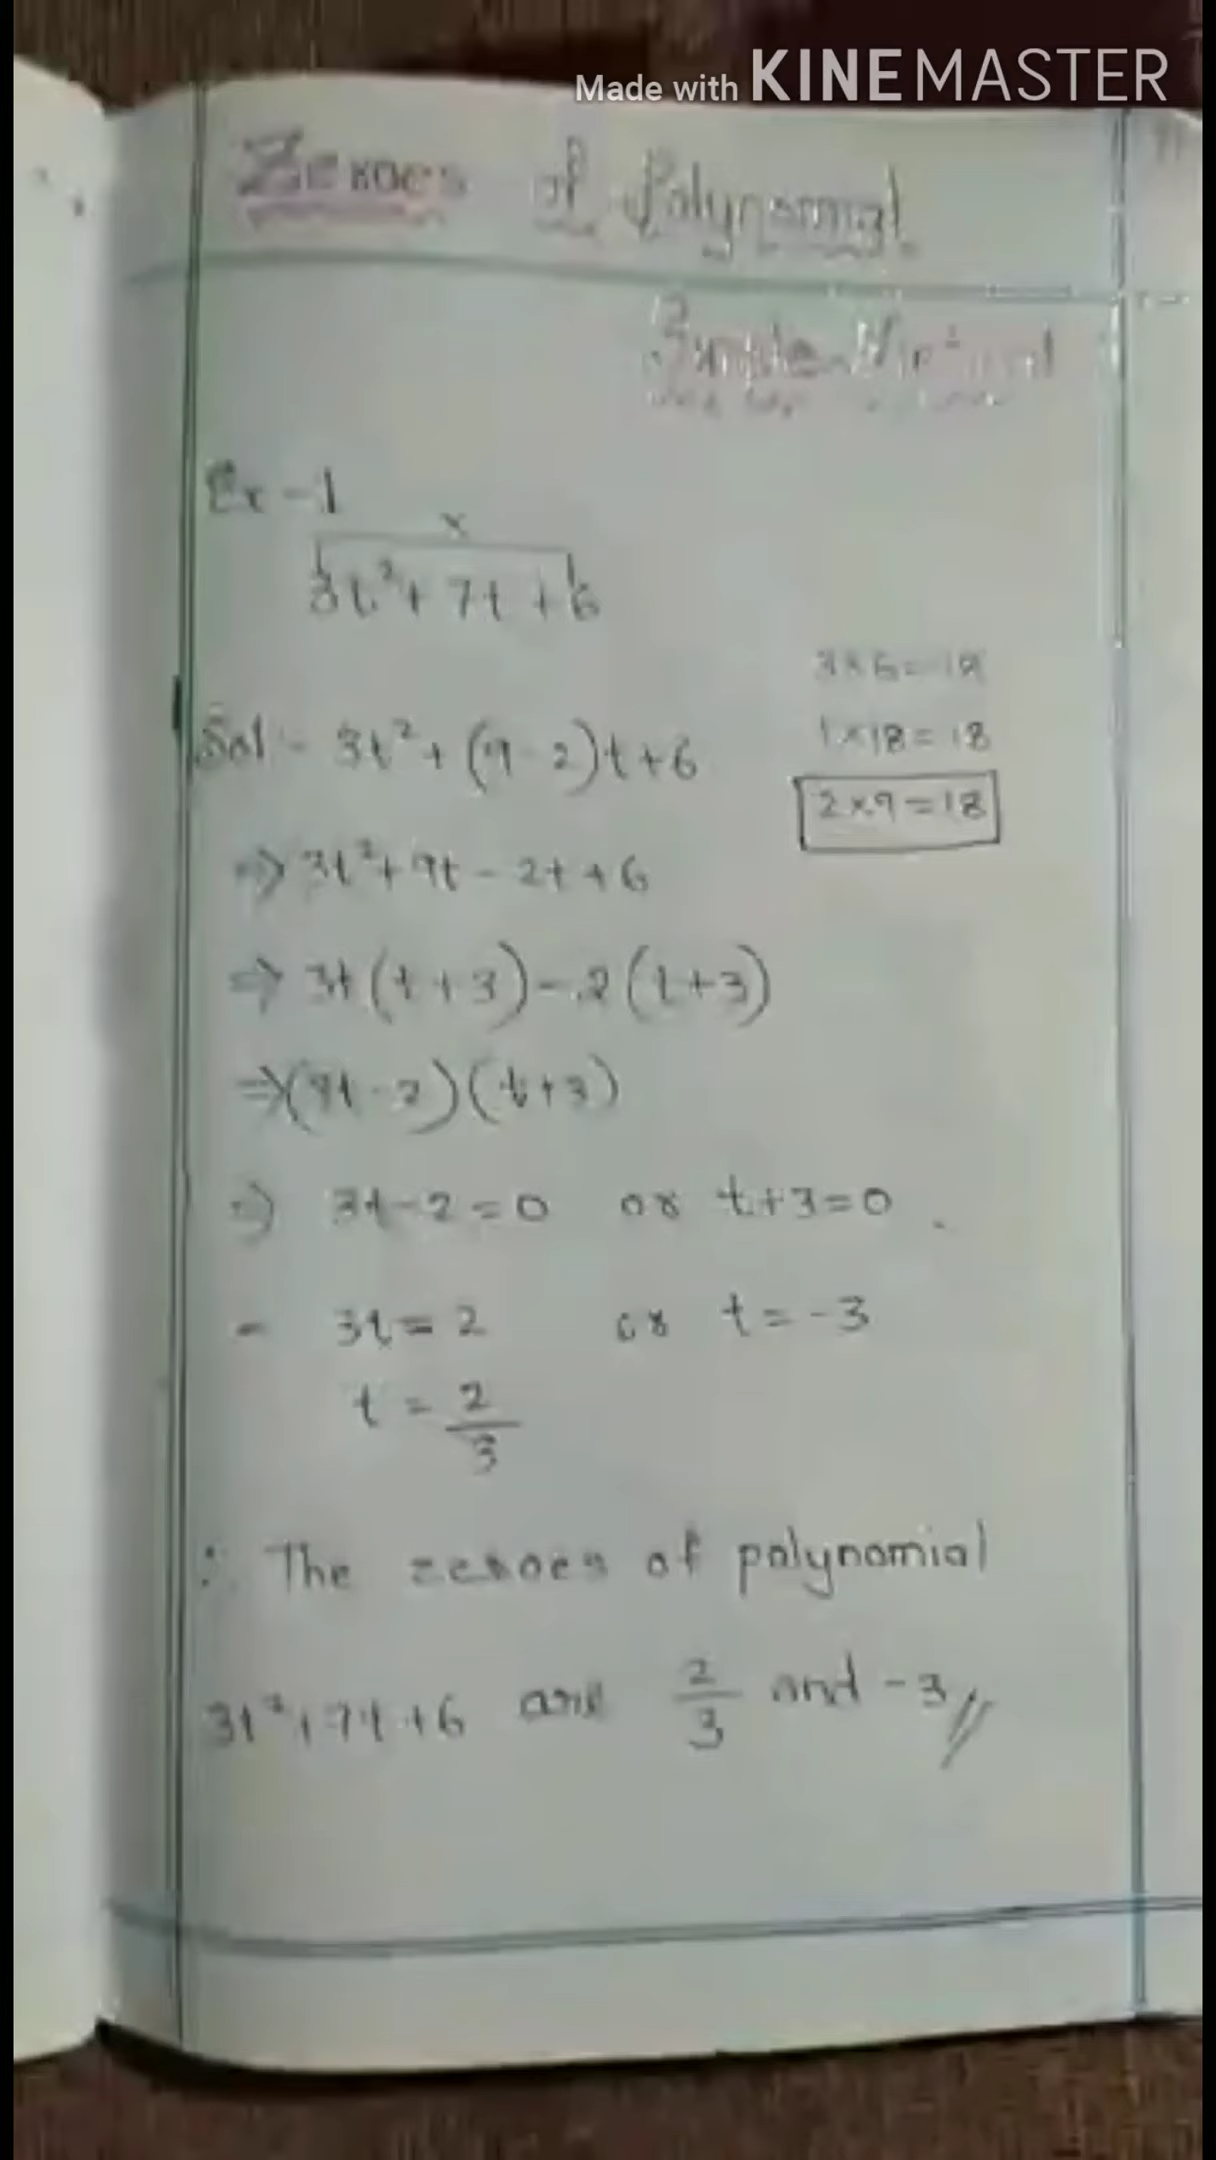 Made with KINEMASTER
Zeroes of Polynomial
Ex-1
×
3t²+7t+6
3×6=18
Sol - 3t²+(9-2)t+6
1×18=18
2×9=18
⇒ 3t²+9t-2t+6
⇒ 3t(t+3)-2(t+3)
⇒(3t-2)(t+3)
⇒ 3t-2=0 or t+3=0
- 3t=2 or t=-3
t=2/3
∴ The zeroes of polynomial
3t²+7t+6 are 2/3 and -3//